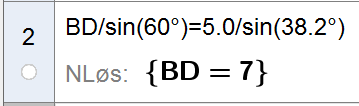 2
BD/sin(60°)=5.0/sin(38.2°)
NLøs: {BD = 7}